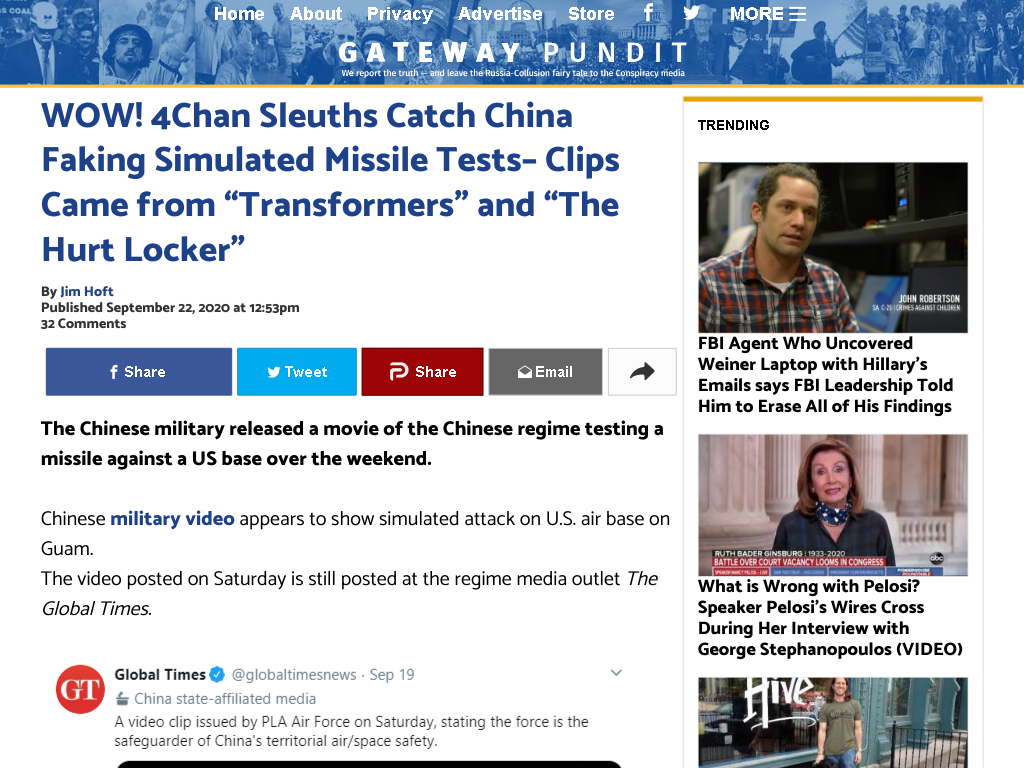 Home About Privacy Advertise Store f MORE
GATEWAY PUNDIT
We report the truth — and leave the Russia-Collusion fairy tale to the Conspiracy media
WOW! 4Chan Sleuths Catch China
Faking Simulated Missile Tests– Clips
Came from “Transformers” and “The
Hurt Locker”
By Jim Hoft
Published September 22, 2020 at 12:53pm
32 Comments
Share Tweet Share Email
The Chinese military released a movie of the Chinese regime testing a
missile against a US base over the weekend.
Chinese military video appears to show simulated attack on U.S. air base on
Guam.
The video posted on Saturday is still posted at the regime media outlet The
Global Times.
GT
Global Times @globaltimesnews · Sep 19
China state-affiliated media
A video clip issued by PLA Air Force on Saturday, stating the force is the
safeguarder of China's territorial air/space safety.
TRENDING
JOHN ROBERTSON
SA, C-20 | CRIMES AGAINST CHILDREN
FBI Agent Who Uncovered
Weiner Laptop with Hillary’s
Emails says FBI Leadership Told
Him to Erase All of His Findings
abc
RUTH BADER GINSBURG | 1933-2020
BATTLE OVER COURT VACANCY LOOMS IN CONGRESS
What is Wrong with Pelosi?
Speaker Pelosi’s Wires Cross
During Her Interview with
George Stephanopoulos (VIDEO)
Hive